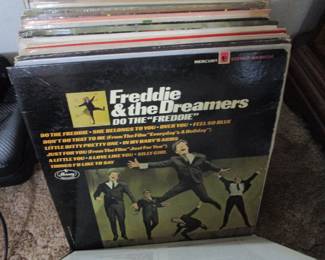 MERCURY
Freddie
& the Dreamers
DO THE "FREDDIE"
DO THE FREDDIE • SHE BELONGS TO YOU • OVER YOU • FEEL SO BLUE
DON'T DO THAT TO ME (From The Film "Everyday's A Holiday")
LITTLE BITTY PRETTY ONE • IN MY BABY'S ARMS
JUST FOR YOU (From The Film "Just For You")
A LITTLE YOU • A LOVE LIKE YOU • SILLY GIRL
THINGS I'D LIKE TO SAY
Mercury